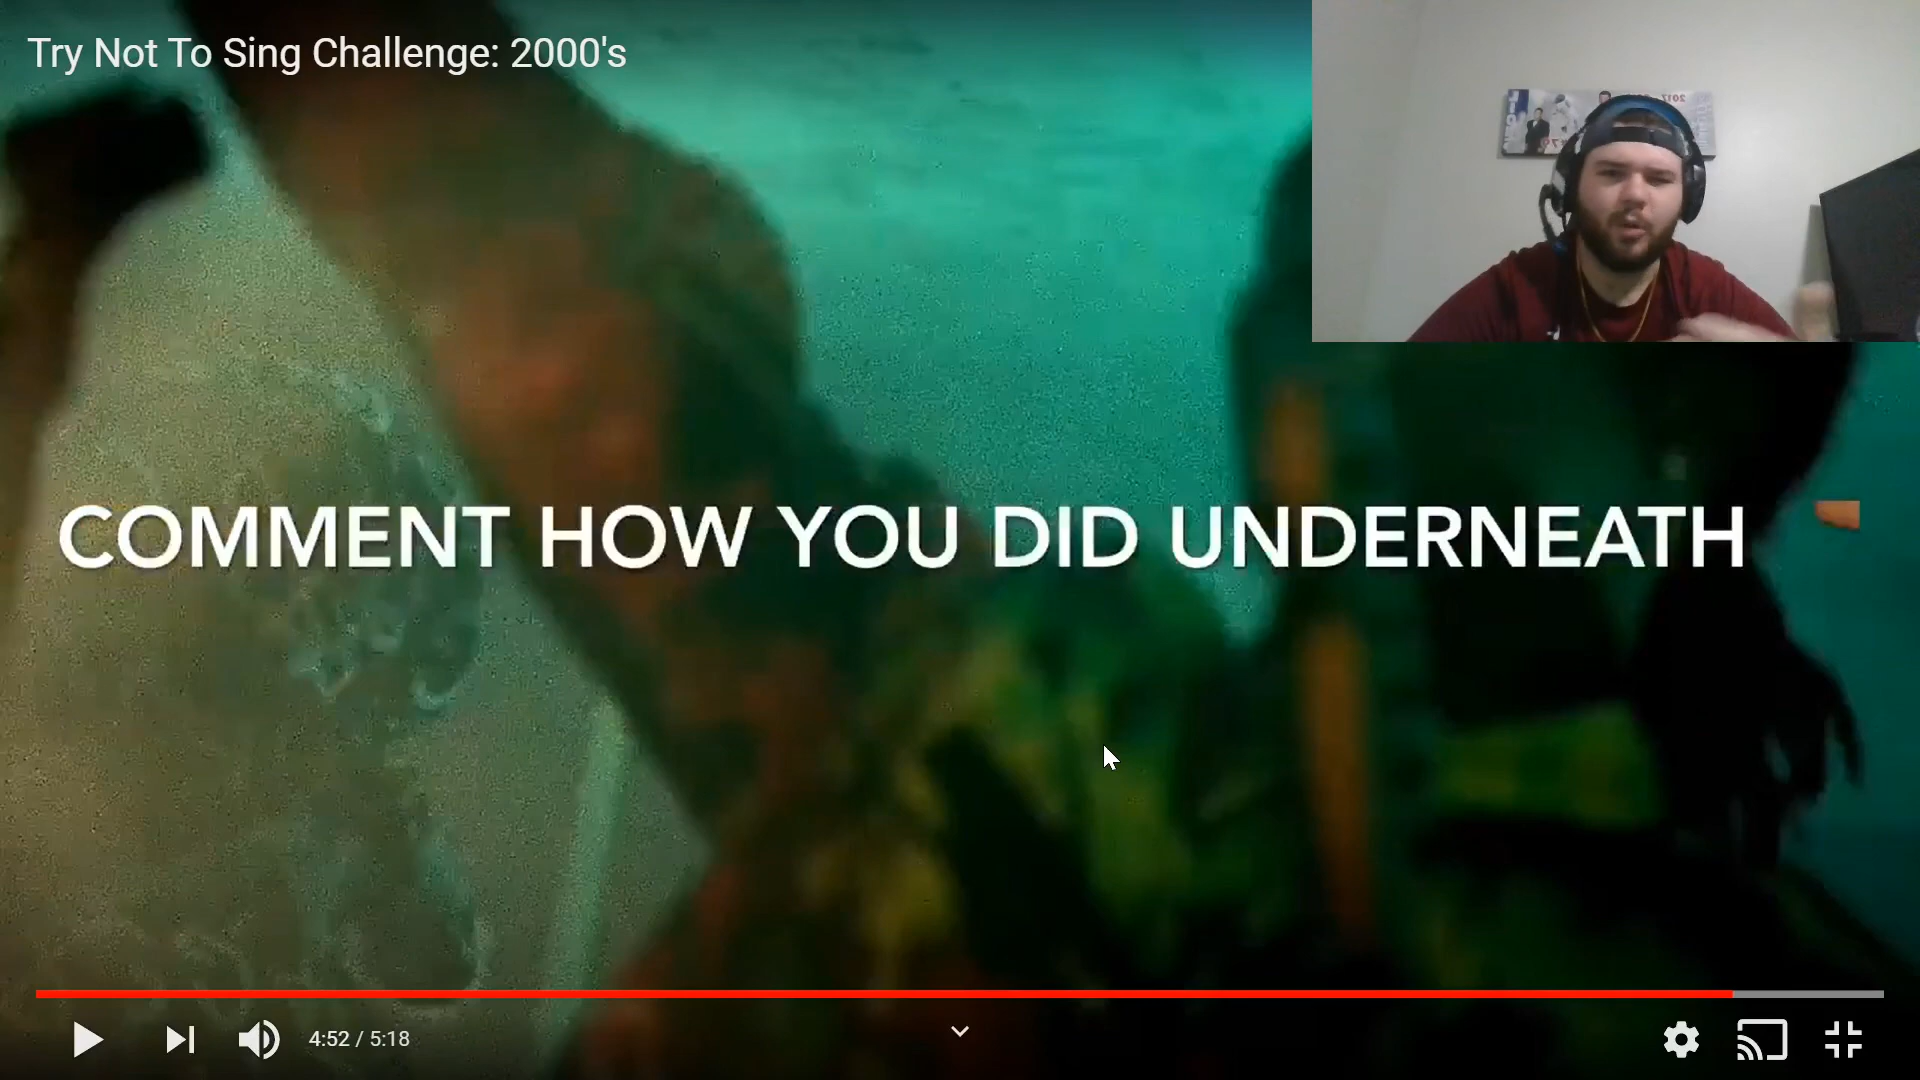 Try Not To Sing Challenge: 2000's
COMMENT HOW YOU DID UNDERNEATH
4:52 / 5:18